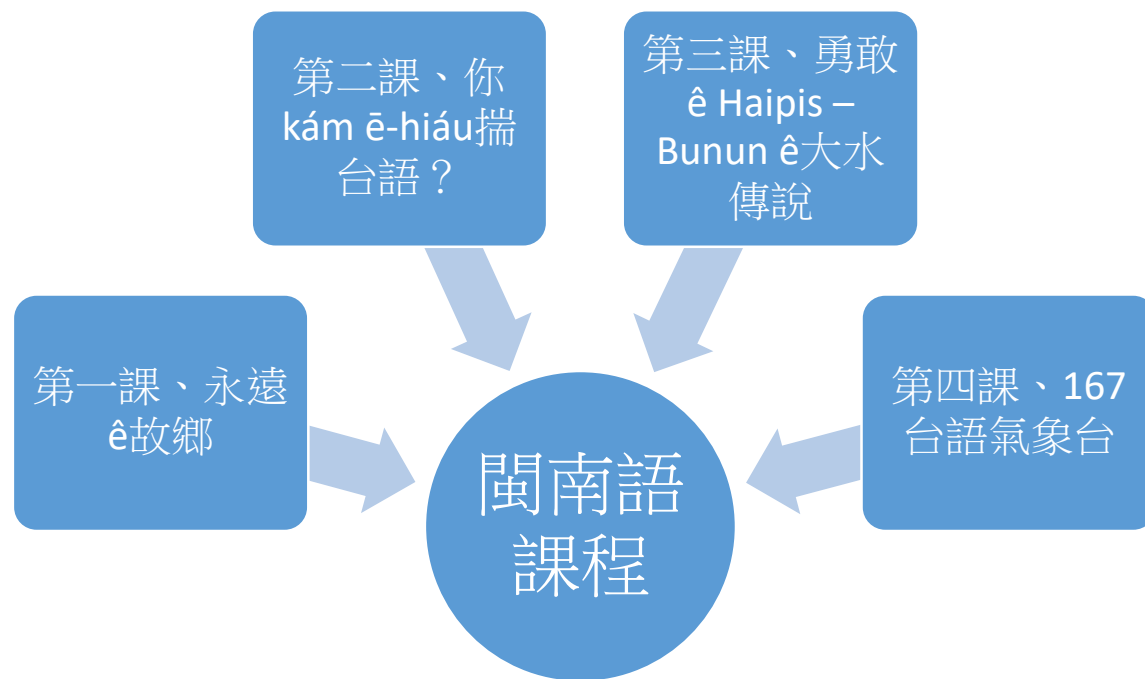 第一課、永遠
ê故鄉
第二課、你
kám ē-hiáu揣
台語？
第三課、勇敢
ê Haipis –
Bunun ê大水
傳說
第四課、167
台語氣象台
閩南語
課程